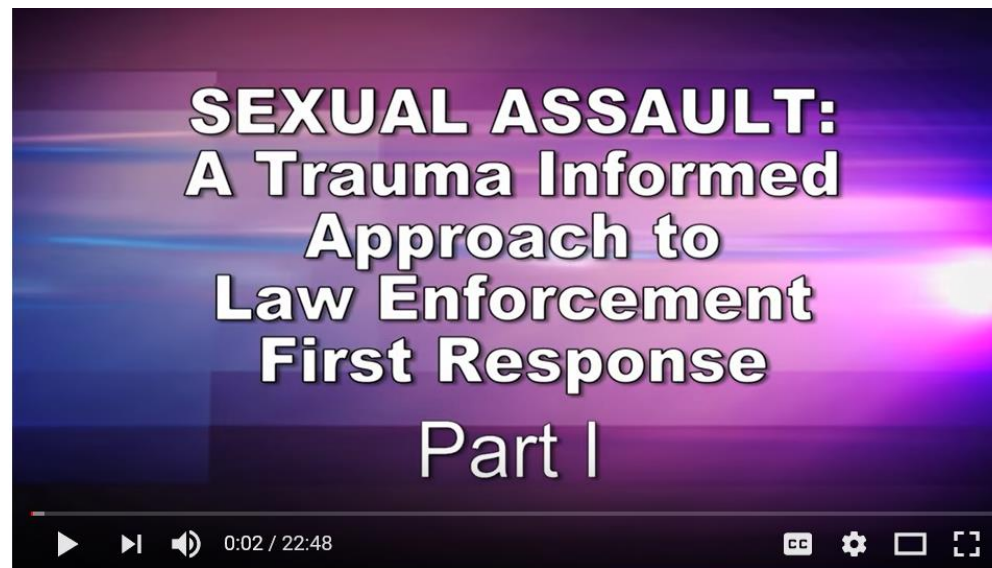 SEXUAL ASSAULT:
A Trauma Informed
Approach to
Law Enforcement
First Response
Part I
0:02 / 22:48
CC